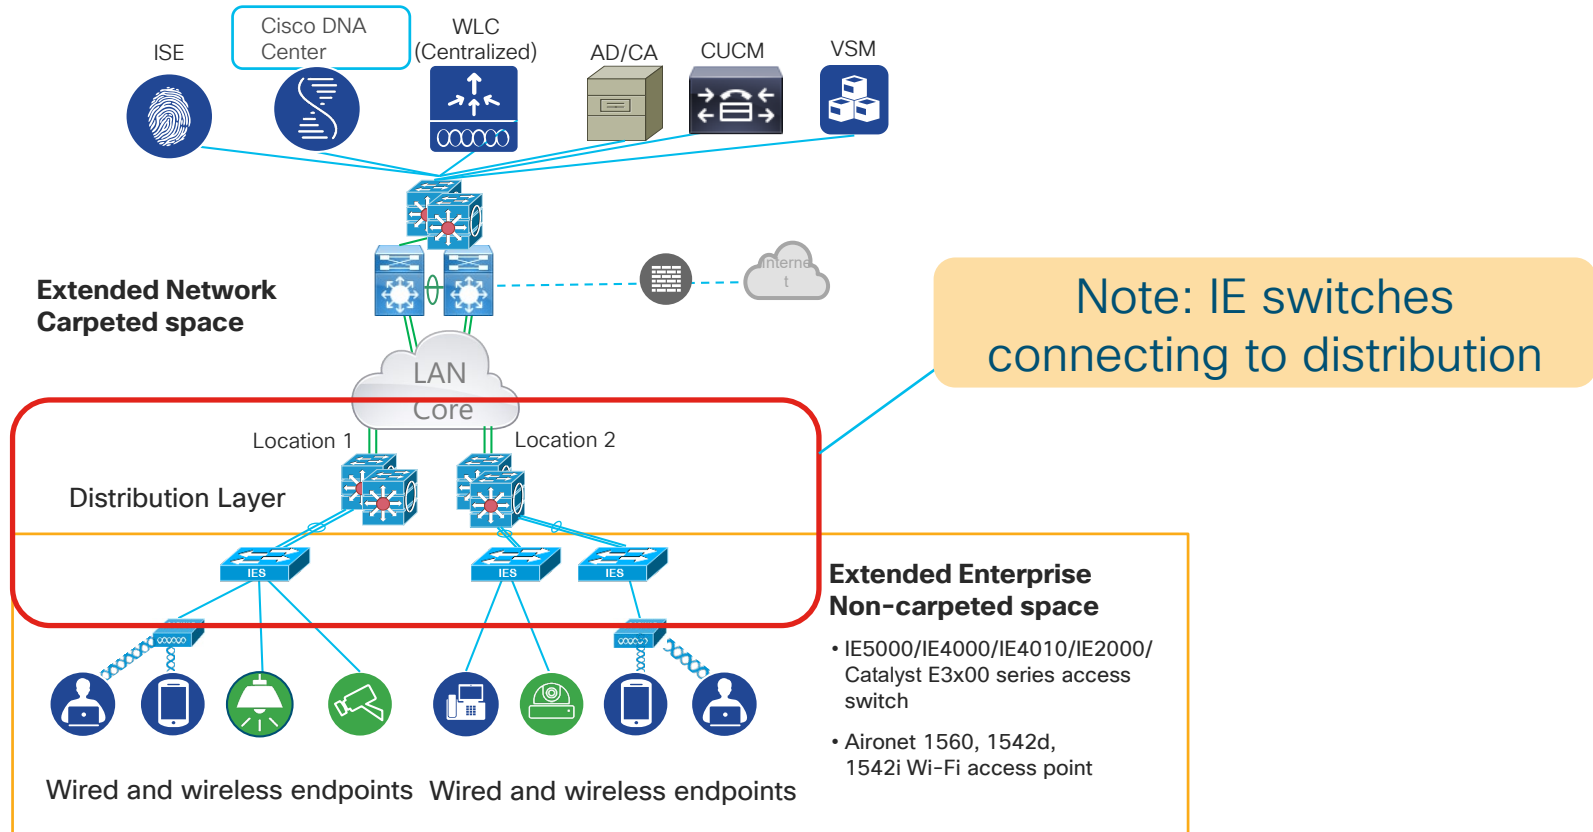 ISE
Cisco DNA
Center
WLC
(Centralized)
AD/CA
CUCM
VSM
Interne
t
Extended Network
Carpeted space
Note: IE switches
connecting to distribution
LAN
Core
Location 1
Location 2
Distribution Layer
IES
IES
IES
Extended Enterprise
Non-carpeted space
• IE5000/IE4000/IE4010/IE2000/
Catalyst E3x00 series access
switch
• Aironet 1560, 1542d,
1542i Wi-Fi access point
Wired and wireless endpoints
Wired and wireless endpoints